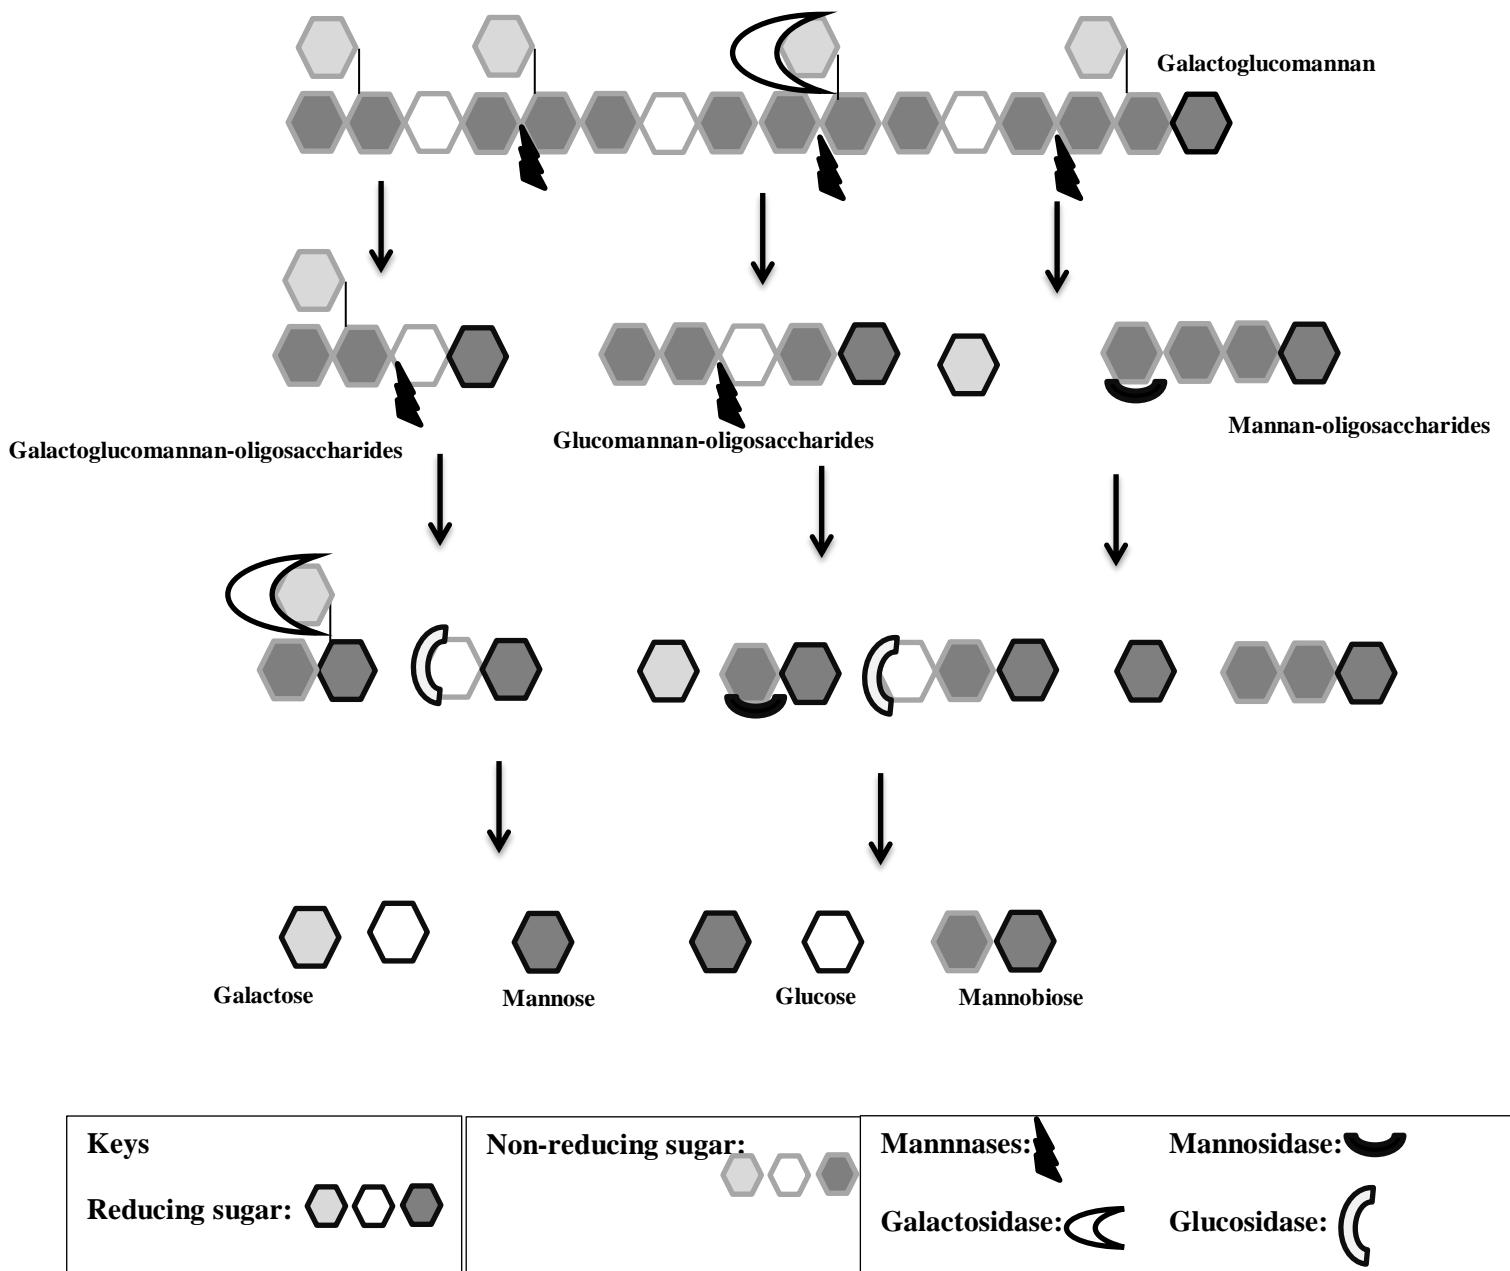 Galactoglucomannan
Galactoglucomannan-oligosaccharides
Glucomannan-oligosaccharides
Mannan-oligosaccharides
Galactose
Mannose
Glucose
Mannobiose
Keys
Reducing sugar:
Non-reducing sugar:
Mannnases:
Mannosidase:
Galactosidase:
Glucosidase: